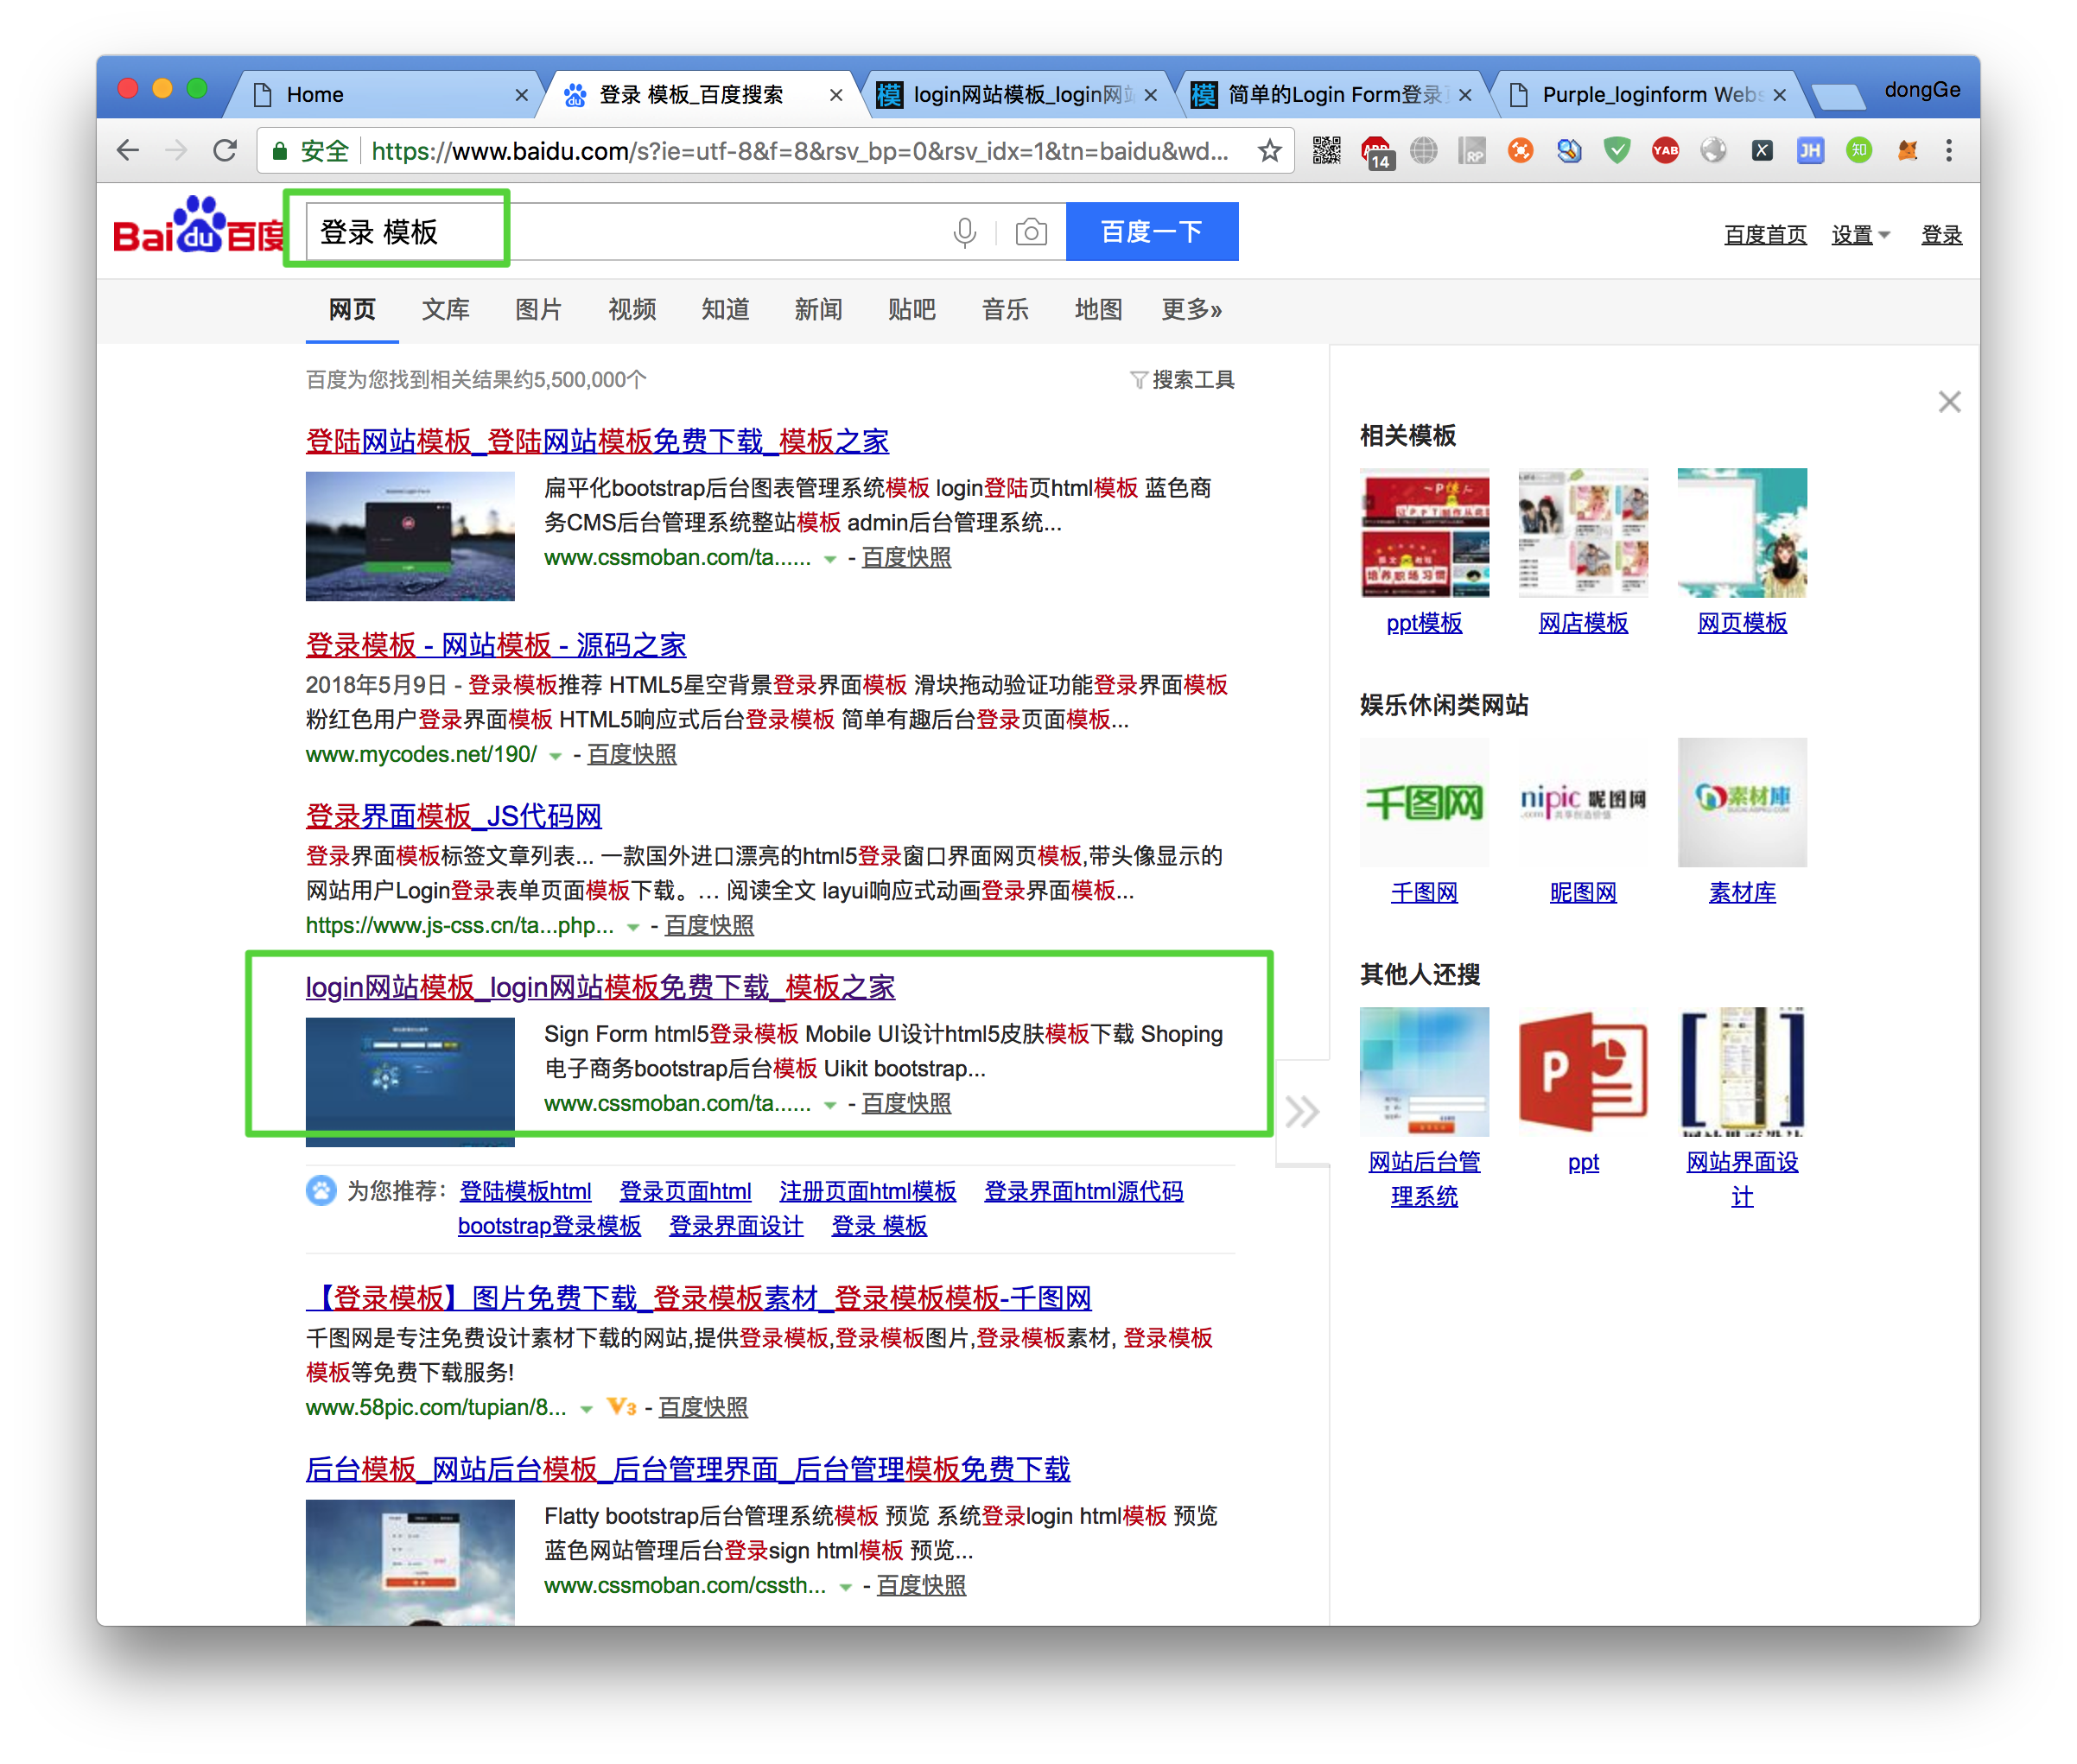 Home
登录 模板_百度搜索
login网站模板_login网站
简单的Login Form登录
Purple_loginform Webs
dongGe
安全
https://www.baidu.com/s?ie=utf-8&f=8&rsv_bp=0&rsv_idx=1&tn=baidu&wd...
14
RP
YAB
X
JH
知
Bai du 百度
登录 模板
百度一下
百度首页 设置 登录
网页 文库 图片 视频 知道 新闻 贴吧 音乐 地图 更多»
百度为您找到相关结果约5,500,000个
搜索工具
登陆网站模板_登陆网站模板免费下载_模板之家
扁平化bootstrap后台图表管理系统模板 login登陆页html模板 蓝色商
务CMS后台管理系统整站模板 admin后台管理系统...
www.cssmoban.com/ta...... - 百度快照
登录模板 - 网站模板 - 源码之家
2018年5月9日 - 登录模板推荐 HTML5星空背景登录界面模板 滑块拖动验证功能登录界面模板
粉红色用户登录界面模板 HTML5响应式后台登录模板 简单有趣后台登录页面模板...
www.mycodes.net/190/ - 百度快照
登录界面模板_JS代码网
登录界面模板标签文章列表... 一款国外进口漂亮的html5登录窗口界面网页模板,带头像显示的
网站用户Login登录表单页面模板下载。... 阅读全文 layui响应式动画登录界面模板...
https://www.js-css.cn/ta...php... - 百度快照
login网站模板_login网站模板免费下载_模板之家
Sign Form html5登录模板 Mobile UI设计html5皮肤模板下载 Shoping
电子商务bootstrap后台模板 Uikit bootstrap...
www.cssmoban.com/ta...... - 百度快照
为您推荐： 登陆模板html 登录页面html 注册页面html模板 登录界面html源代码
bootstrap登录模板 登录界面设计 登录 模板
【登录模板】图片免费下载_登录模板素材_登录模板模板-千图网
千图网是专注免费设计素材下载的网站,提供登录模板,登录模板图片,登录模板素材, 登录模板
模板等免费下载服务!
www.58pic.com/tupian/8... V3 - 百度快照
后台模板_网站后台模板_后台管理界面_后台管理模板免费下载
Flatty bootstrap后台管理系统模板 预览 系统登录login html模板 预览
蓝色网站管理后台登录sign html模板 预览...
www.cssmoban.com/cssth... - 百度快照
相关模板
培养职场习惯
ppt模板 网店模板 网页模板
娱乐休闲类网站
千图网
nipic 昵图网
.com 共享创造价值
素材库
千图网 昵图网 素材库
其他人还搜
P
网站后台管
理系统
ppt
网站界面设
计